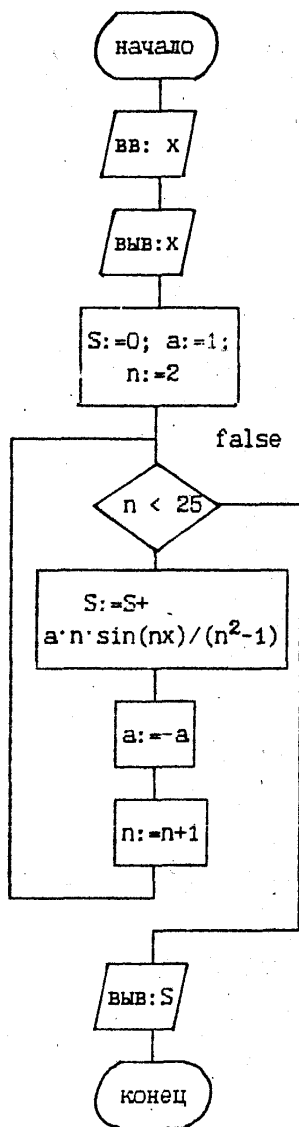 начало
вв: x
выв:x
S:=0; a:=1;
n:=2
false
n < 25
S:=S+
a·n·sin(nx)/(n²-1)
a:=-a
n:=n+1
выв:S
конец